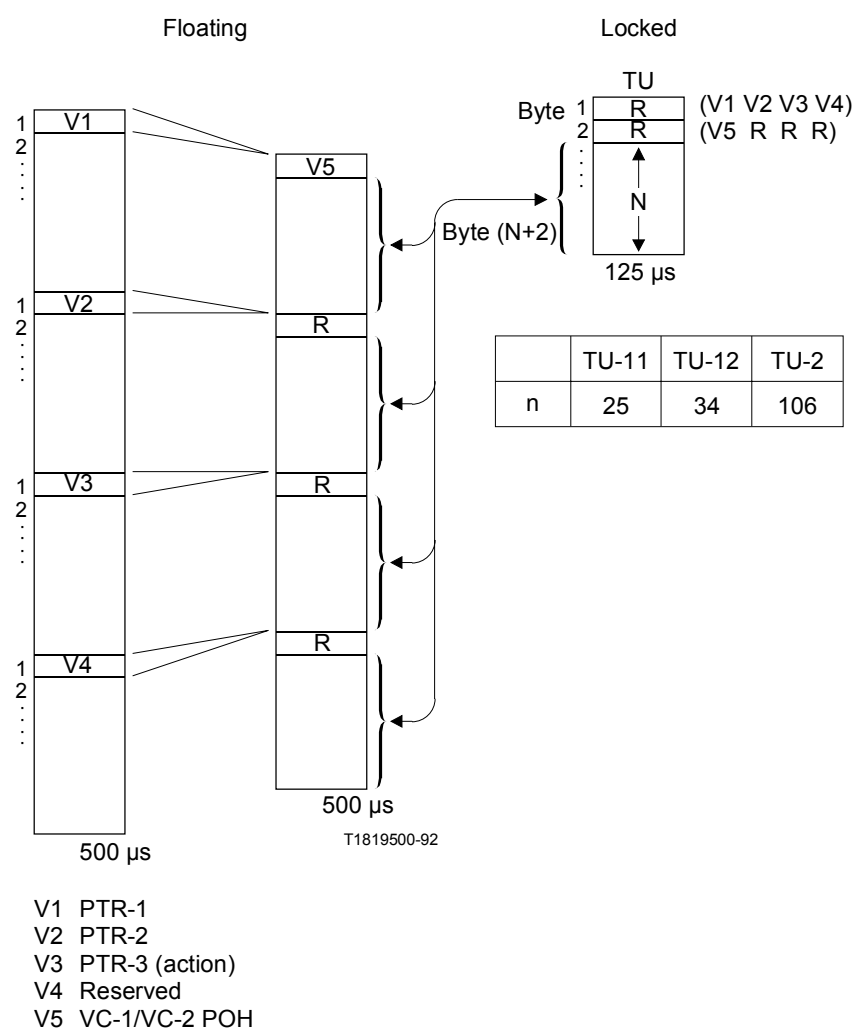 Floating
Locked
1 V1
2
V5
1 V2
2
R
1 V3
2
R
1 V4
2
R
500 µs
500 µs
T1819500-92
TU
Byte 1 R (V1 V2 V3 V4)
2 R (V5 R R R)
N
Byte (N+2)
125 µs
TU-11 TU-12 TU-2
n 25 34 106
V1 PTR-1
V2 PTR-2
V3 PTR-3 (action)
V4 Reserved
V5 VC-1/VC-2 POH